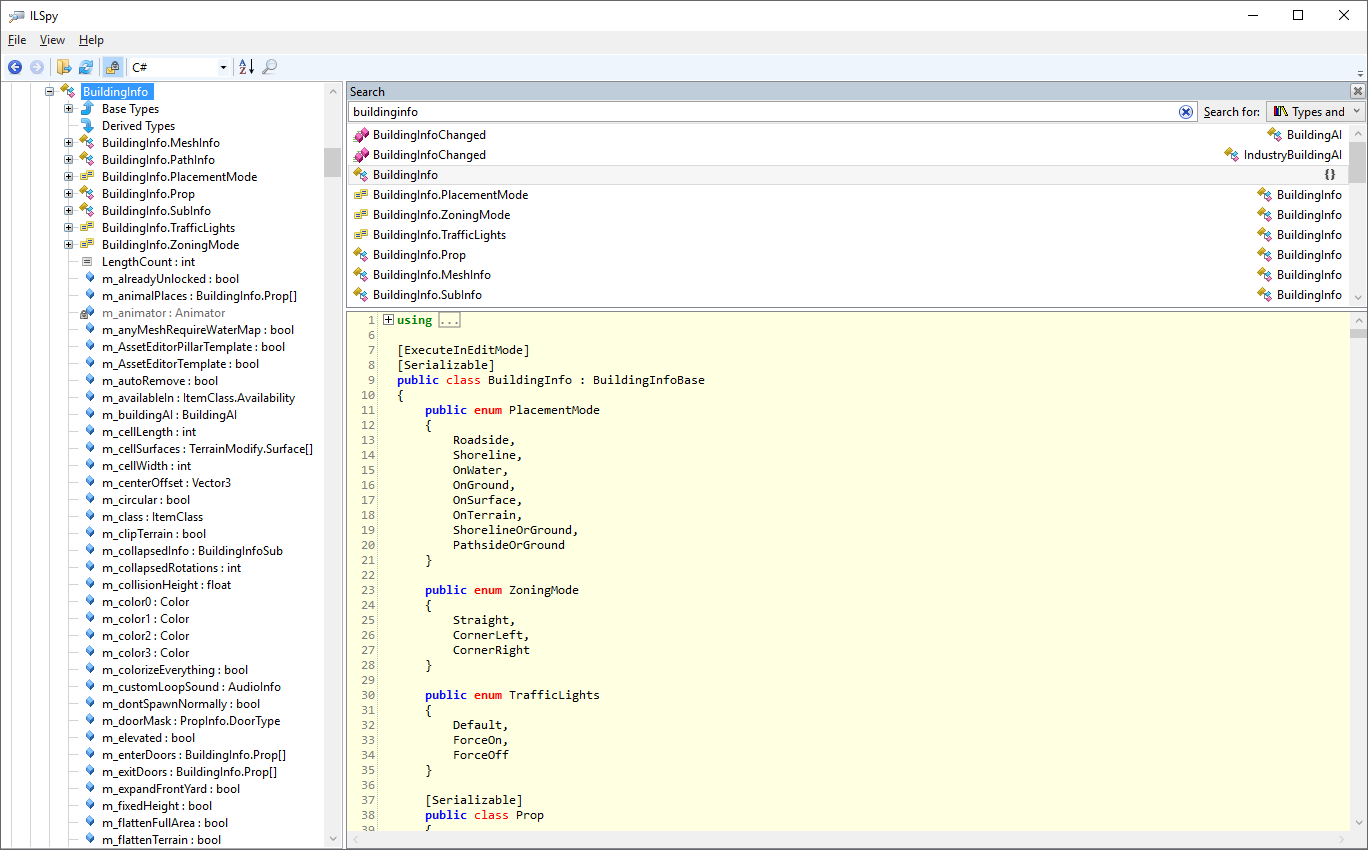 ILSpy
File View Help
C#
BuildingInfo
Base Types
Derived Types
BuildingInfo.MeshInfo
BuildingInfo.PathInfo
BuildingInfo.PlacementMode
BuildingInfo.Prop
BuildingInfo.SubInfo
BuildingInfo.TrafficLights
BuildingInfo.ZoningMode
LengthCount : int
m_alreadyUnlocked : bool
m_animalPlaces : BuildingInfo.Prop[]
m_animator : Animator
m_anyMeshRequireWaterMap : bool
m_AssetEditorPillarTemplate : bool
m_AssetEditorTemplate : bool
m_autoRemove : bool
m_availableIn : ItemClass.Availability
m_buildingAI : BuildingAI
m_cellLength : int
m_cellSurfaces : TerrainModify.Surface[]
m_cellWidth : int
m_centerOffset : Vector3
m_circular : bool
m_class : ItemClass
m_clipTerrain : bool
m_collapsedInfo : BuildingInfoSub
m_collapsedRotations : int
m_collisionHeight : float
m_color0 : Color
m_color1 : Color
m_color2 : Color
m_color3 : Color
m_colorizeEverything : bool
m_customLoopSound : AudioInfo
m_dontSpawnNormally : bool
m_doorMask : PropInfo.DoorType
m_elevated : bool
m_enterDoors : BuildingInfo.Prop[]
m_exitDoors : BuildingInfo.Prop[]
m_expandFrontYard : bool
m_fixedHeight : bool
m_flattenFullArea : bool
m_flattenTerrain : bool
Search
buildinginfo Search for: Types and
BuildingInfoChanged BuildingAI
BuildingInfoChanged IndustryBuildingAI
BuildingInfo {}
BuildingInfo.PlacementMode BuildingInfo
BuildingInfo.ZoningMode BuildingInfo
BuildingInfo.TrafficLights BuildingInfo
BuildingInfo.Prop BuildingInfo
BuildingInfo.MeshInfo BuildingInfo
BuildingInfo.SubInfo BuildingInfo
1 using ...
6
7 [ExecuteInEditMode]
8 [Serializable]
9 public class BuildingInfo : BuildingInfoBase
10 {
11 public enum PlacementMode
12 {
13 Roadside,
14 Shoreline,
15 OnWater,
16 OnGround,
17 OnSurface,
18 OnTerrain,
19 ShorelineOrGround,
20 PathsideOrGround
21 }
22
23 public enum ZoningMode
24 {
25 Straight,
26 CornerLeft,
27 CornerRight
28 }
29
30 public enum TrafficLights
31 {
32 Default,
33 ForceOn,
34 ForceOff
35 }
36
37 [Serializable]
38 public class Prop
39 {